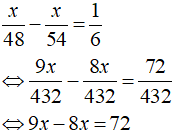 x/48 - x/54 = 1/6
⇔ 9x/432 - 8x/432 = 72/432
⇔ 9x - 8x = 72